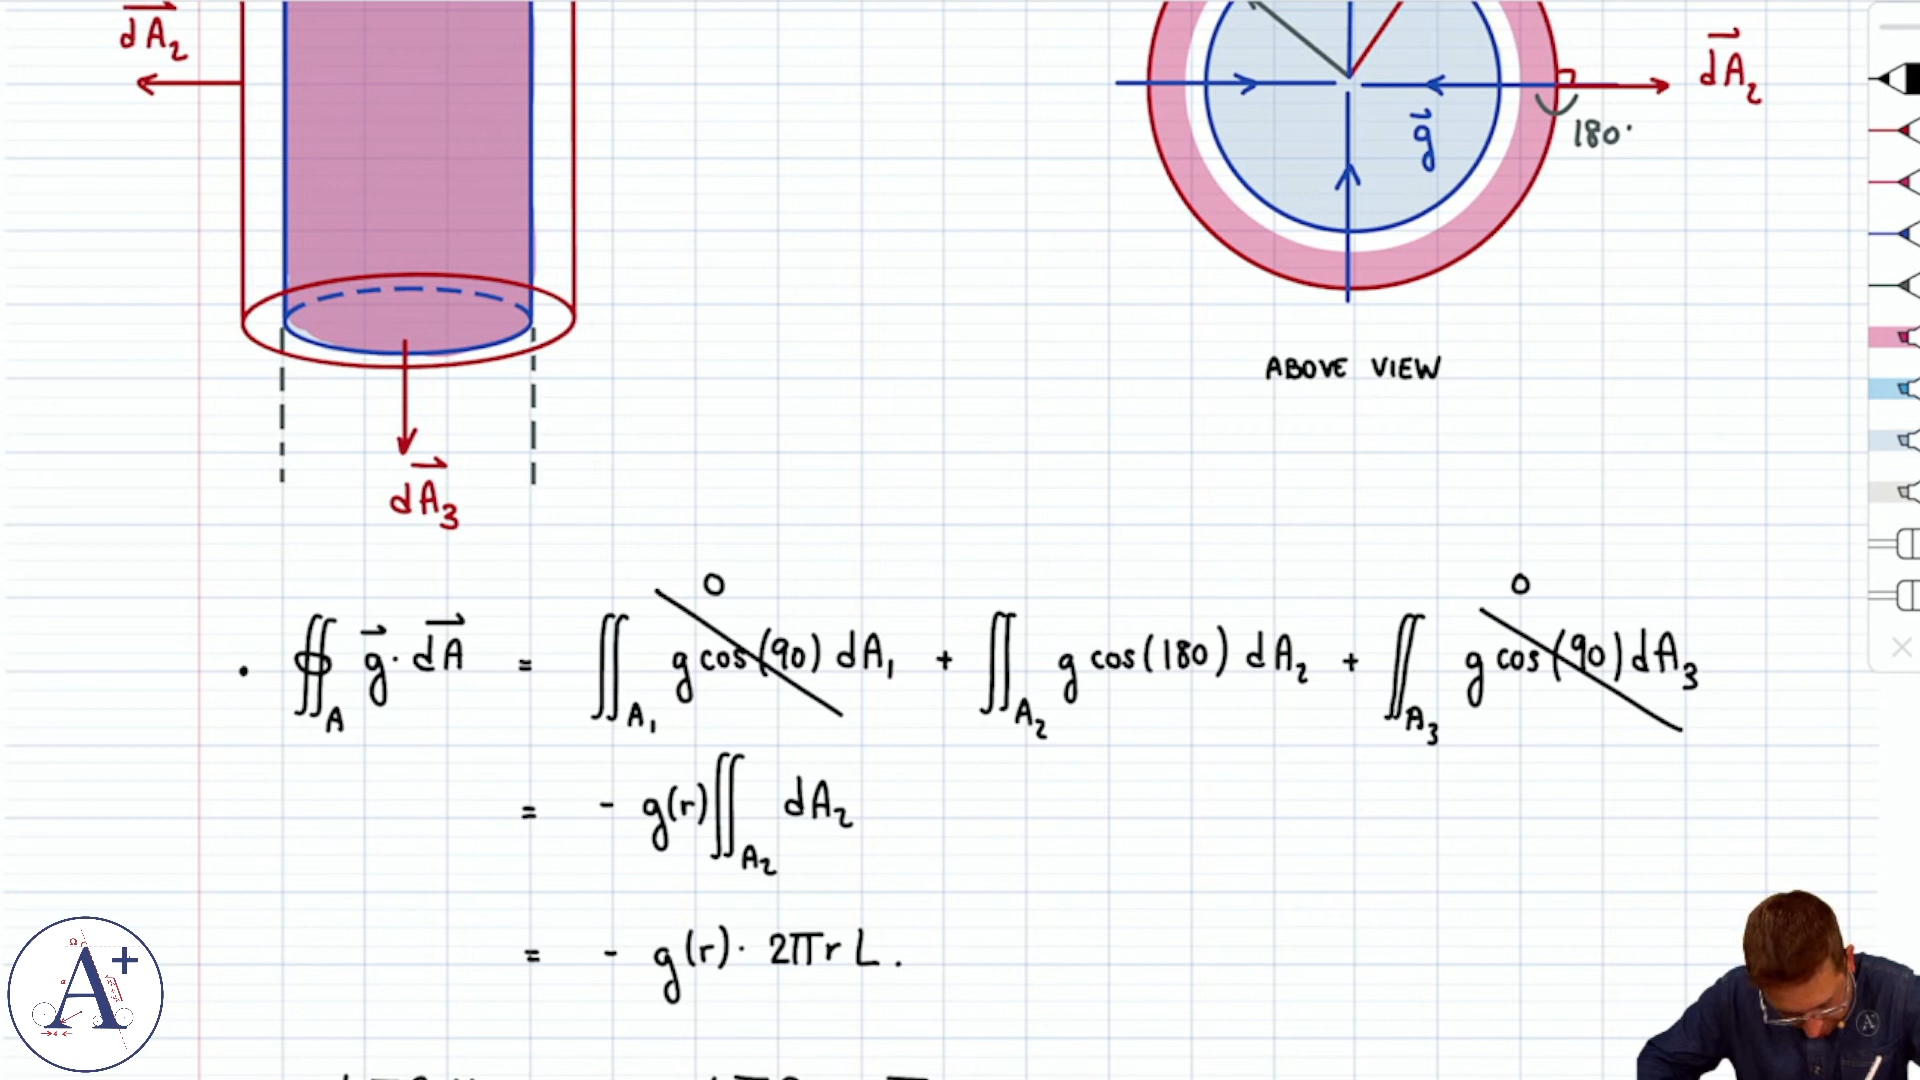 dA₂
dA₂
g
180°
ABOVE VIEW
dA₃
0 0
· ∯_A g⃗ · dA⃗ = ∬_A₁ g cos(90) dA₁ + ∬_A₂ g cos(180) dA₂ + ∬_A₃ g cos(90) dA₃
= - g(r) ∬_A₂ dA₂
= - g(r) · 2πr L.
A+